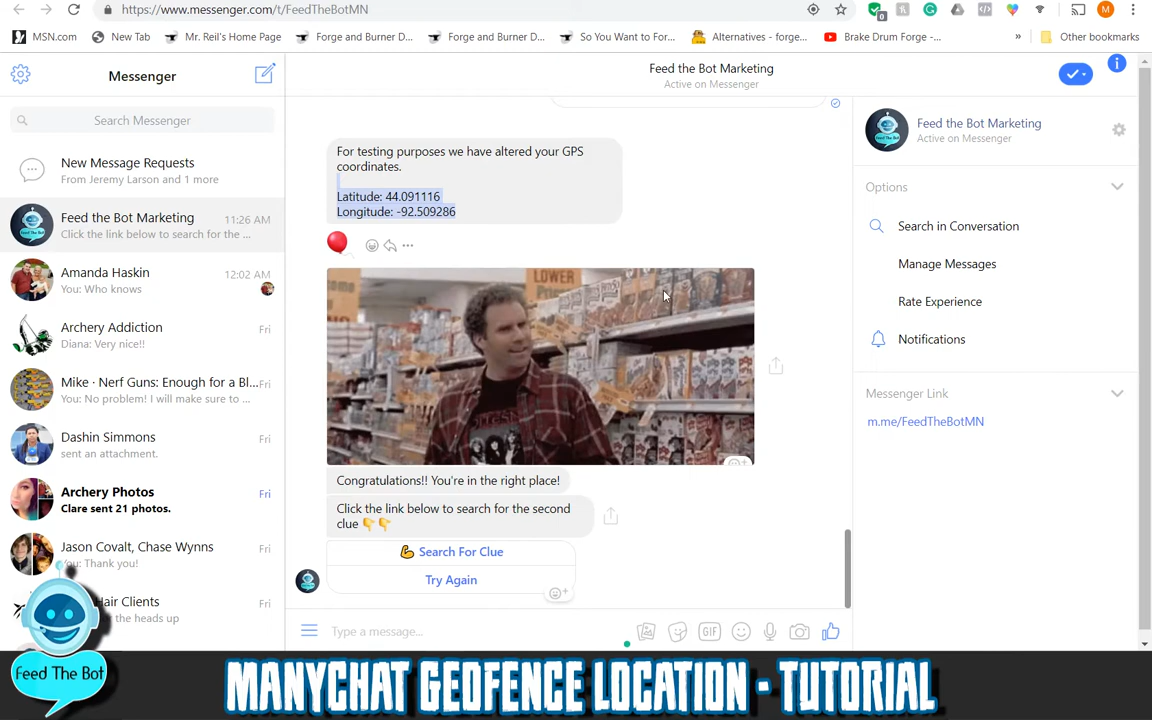 https://www.messenger.com/t/FeedTheBotMN
MSN.com
New Tab
Mr. Reil's Home Page
Forge and Burner D...
Forge and Burner D...
So You Want to For...
Alternatives - forge...
Brake Drum Forge -...
»
Other bookmarks
Messenger
Search Messenger
New Message Requests
From Jeremy Larson and 1 more
Feed the Bot Marketing
11:26 AM
Click the link below to search for the ...
Amanda Haskin
12:02 AM
You: Who knows
Archery Addiction
Fri
Diana: Very nice!!
Mike · Nerf Guns: Enough for a Bl...
Fri
You: No problem! I will make sure to ...
Dashin Simmons
Fri
sent an attachment.
Archery Photos
Fri
Clare sent 21 photos.
Jason Covalt, Chase Wynns
Fri
You: Thank you!
Hair Clients
Fri
the heads up
Feed the Bot Marketing
Active on Messenger
For testing purposes we have altered your GPS
coordinates.
Latitude: 44.091116
Longitude: -92.509286
LOWER
Congratulations!! You're in the right place!
Click the link below to search for the second
clue 👇👇
💪 Search For Clue
Try Again
Type a message...
GIF
Feed the Bot Marketing
Active on Messenger
Options
Search in Conversation
Manage Messages
Rate Experience
Notifications
Messenger Link
m.me/FeedTheBotMN
Feed The Bot
MANYCHAT GEOFENCE LOCATION - TUTORIAL